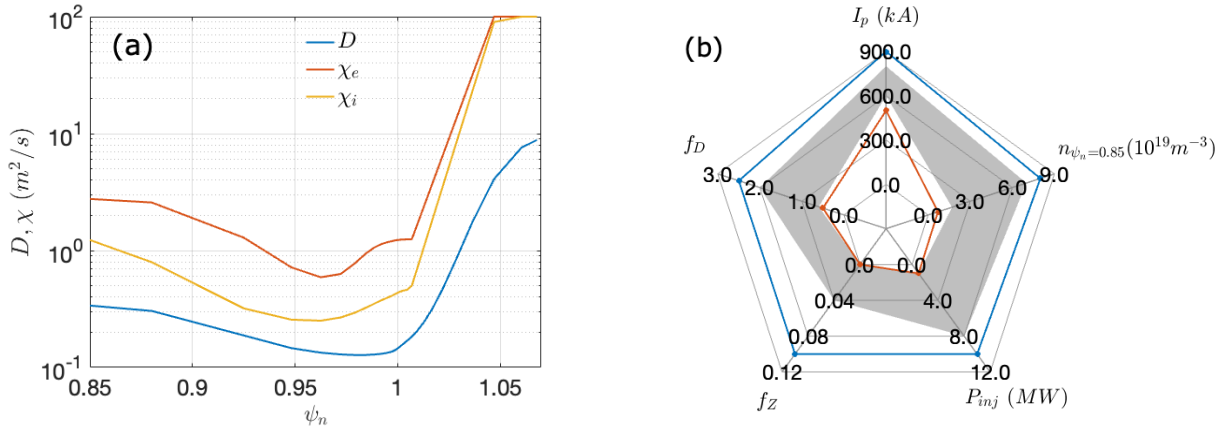 (a)
D
χ_e
χ_i
10^2
10^1
10^0
10^-1
D, χ (m^2/s)
0.85
0.9
0.95
1
1.05
ψ_n
(b)
I_p (kA)
900.0
600.0
300.0
0.0
n_ψ_n=0.85(10^19m^-3)
9.0
6.0
3.0
0.0
f_D
3.0
2.0
1.0
0.0
0.0
0.04
0.08
0.12
f_Z
0.0
4.0
8.0
12.0
P_inj (MW)